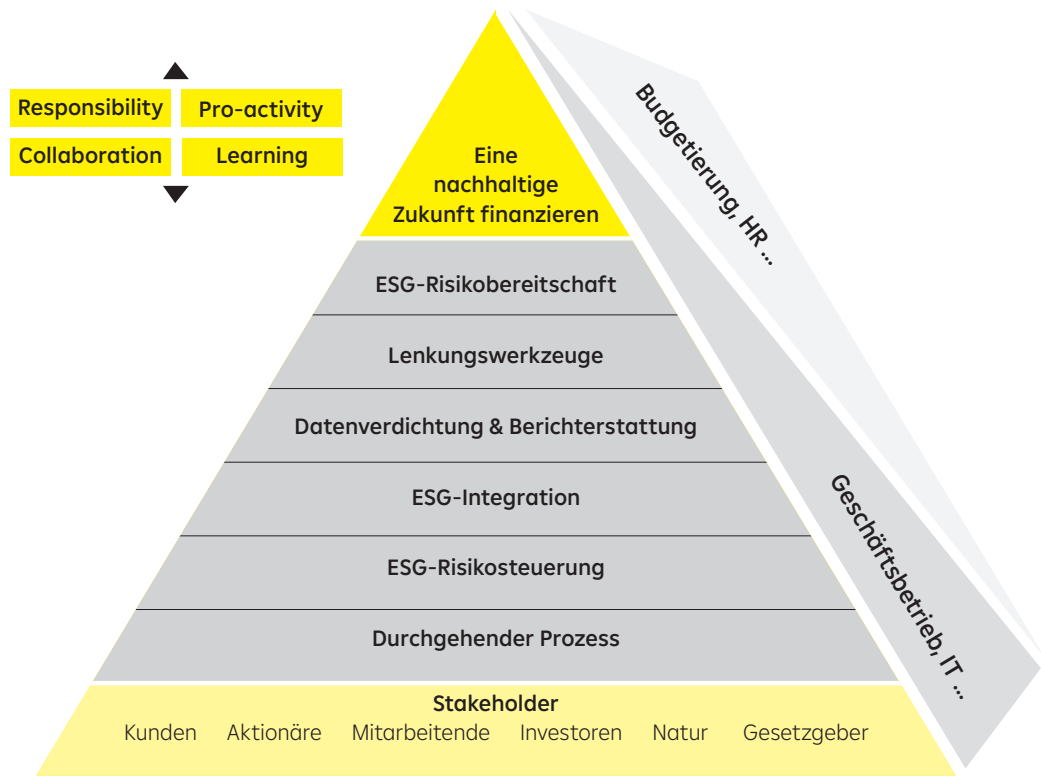 Responsibility
Pro-activity
Collaboration
Learning
Eine
nachhaltige
Zukunft finanzieren
ESG-Risikobereitschaft
Lenkungswerkzeuge
Datenverdichtung & Berichterstattung
ESG-Integration
ESG-Risikosteuerung
Durchgehender Prozess
Stakeholder
Kunden Aktionäre Mitarbeitende Investoren Natur Gesetzgeber
Budgetierung, HR ...
Geschäftsbetrieb, IT ...